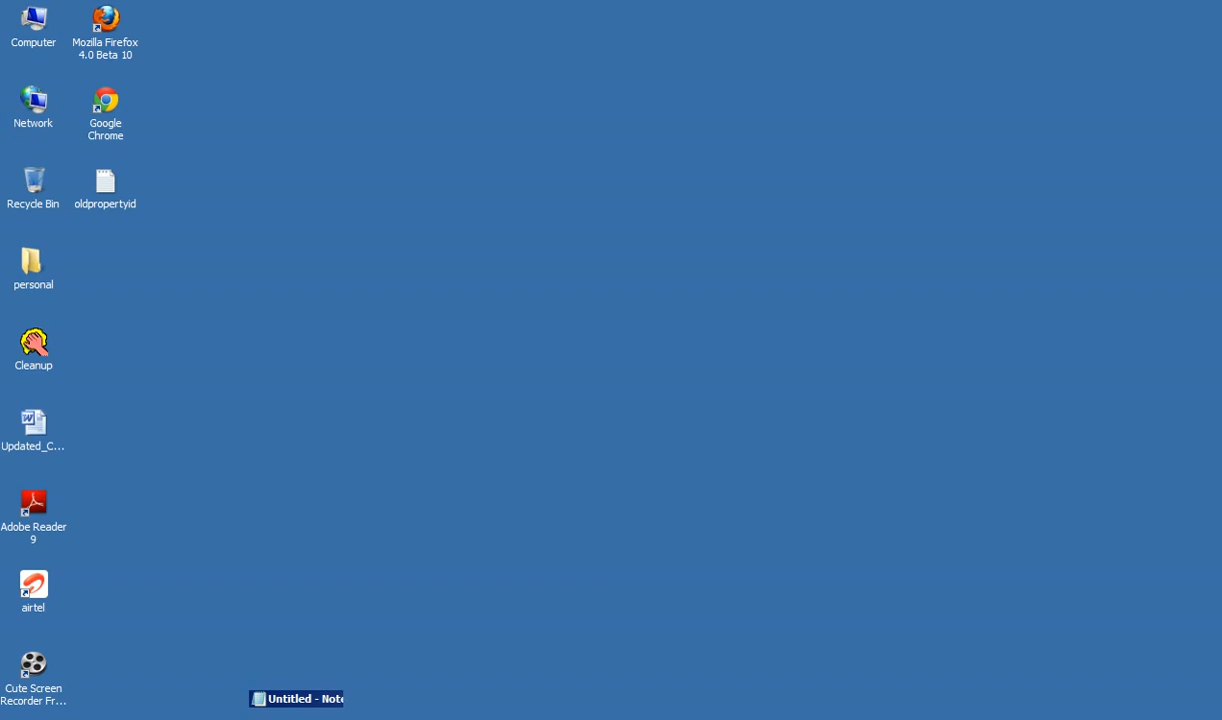 Computer
Mozilla Firefox
4.0 Beta 10
Network
Google
Chrome
Recycle Bin
oldpropertyid
personal
Cleanup
Updated_C...
Adobe Reader
9
airtel
Cute Screen
Recorder Fr...
Untitled - Note